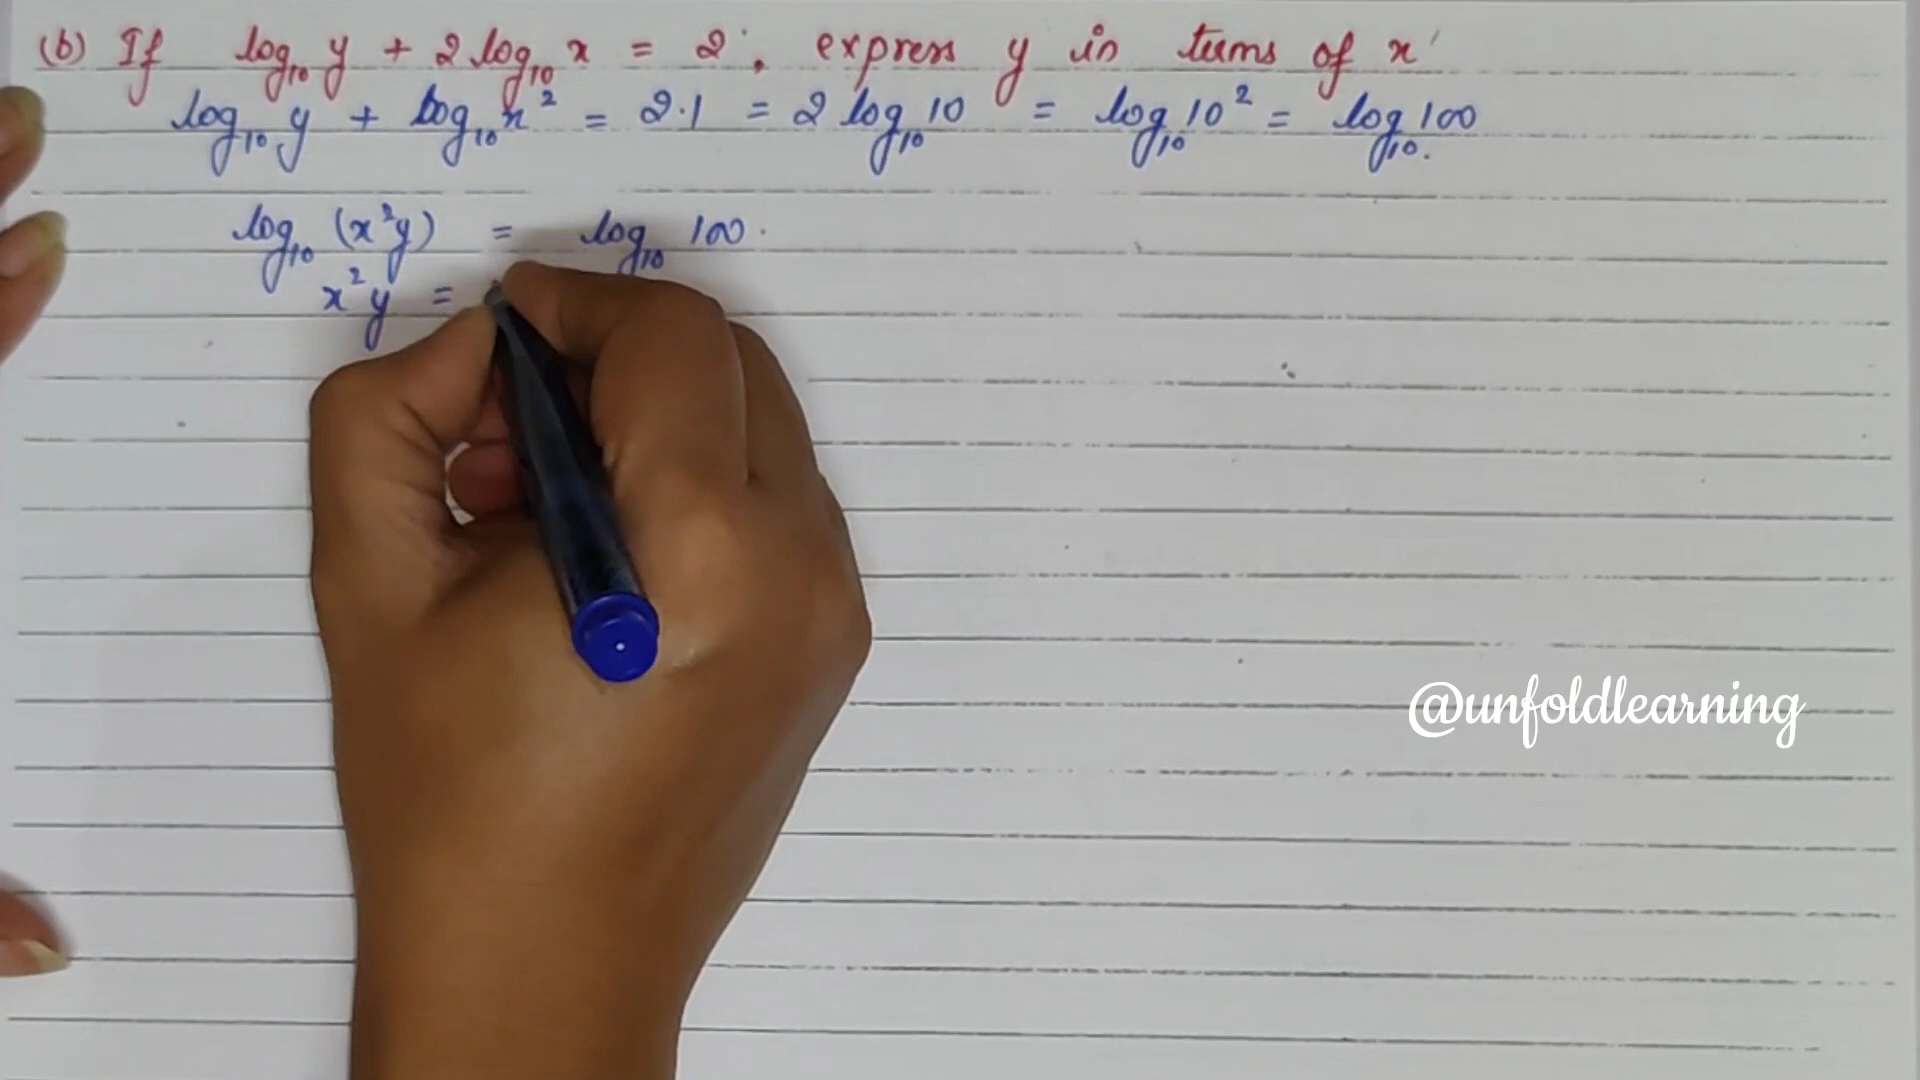 (b) If log₁₀ y + 2 log₁₀ x = 2, express y in terms of x
log₁₀ y + log₁₀ x² = 2·1 = 2 log₁₀ 10 = log₁₀ 10² = log₁₀ 100
log₁₀ (x²y) = log₁₀ 100.
x²y =
@unfoldlearning